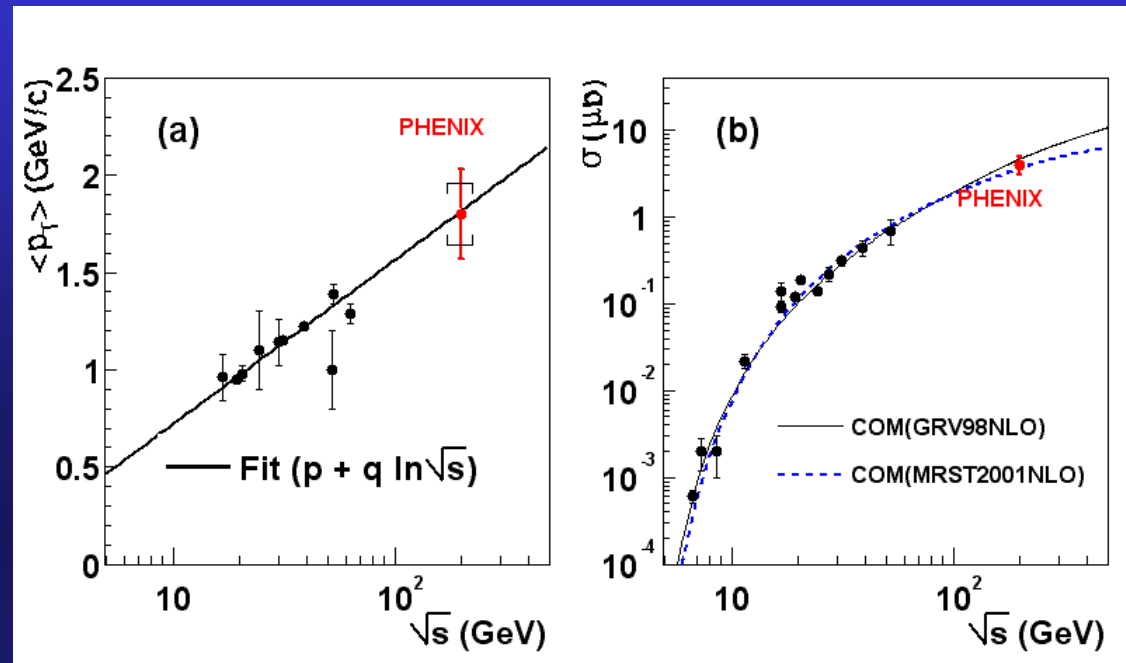 (a)
PHENIX
<p_T> (GeV/c)
2.5
2
1.5
1
0.5
0
Fit (p + q ln√s)
10
10²
√s (GeV)
(b)
PHENIX
σ (μb)
10
1
10⁻¹
10⁻²
10⁻³
10⁻⁴
COM(GRV98NLO)
COM(MRST2001NLO)
10
10²
√s (GeV)